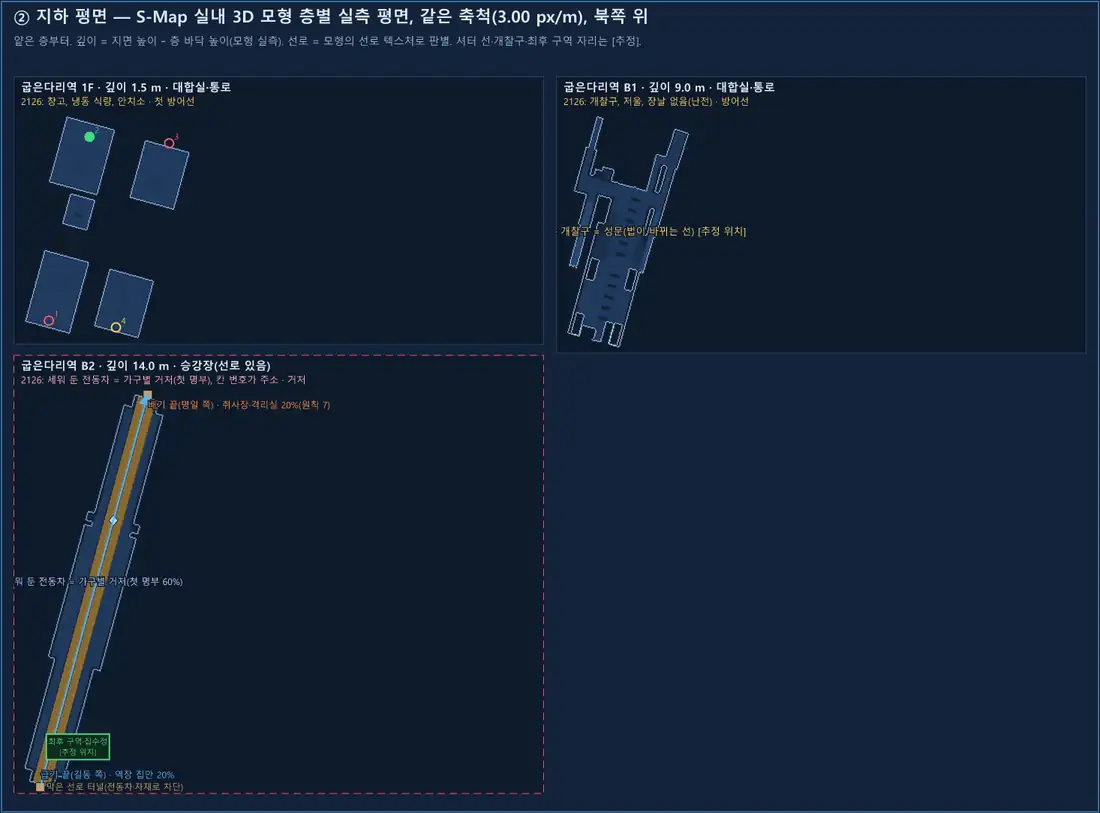 ② 지하 평면 — S-Map 실내 3D 모형 층별 실측 평면, 같은 축척(3.00 px/m), 북쪽 위
얕은 층부터. 깊이 = 지면 높이 − 층 바닥 높이(모형 실측). 선로 = 모형의 선로 텍스처로 판별. 셔터 선·개찰구·최후 구역 자리는 [추정].
굽은다리역 1F · 깊이 1.5 m · 대합실·통로
2126: 창고, 냉동 식량, 안치소 · 첫 방어선
2
3
1
4
굽은다리역 B1 · 깊이 9.0 m · 대합실·통로
2126: 개찰구, 저울, 장날 없음(난전) · 방어선
개찰구 = 성문(법이 바뀌는 선) [추정 위치]
굽은다리역 B2 · 깊이 14.0 m · 승강장(선로 있음)
2126: 세워 둔 전동차 = 가구별 거저(첫 명부), 칸 번호가 주소 · 거저
배기 끝(명일 쪽) · 취사장·격리실 20%(원칙 7)
워 둔 전동차 = 가구별 거저(첫 명부 60%)
최후 구역·집수정
[추정 위치]
급기 끝(길동 쪽) · 역장 집안 20%
막은 선로 터널(전동차·자재로 차단)